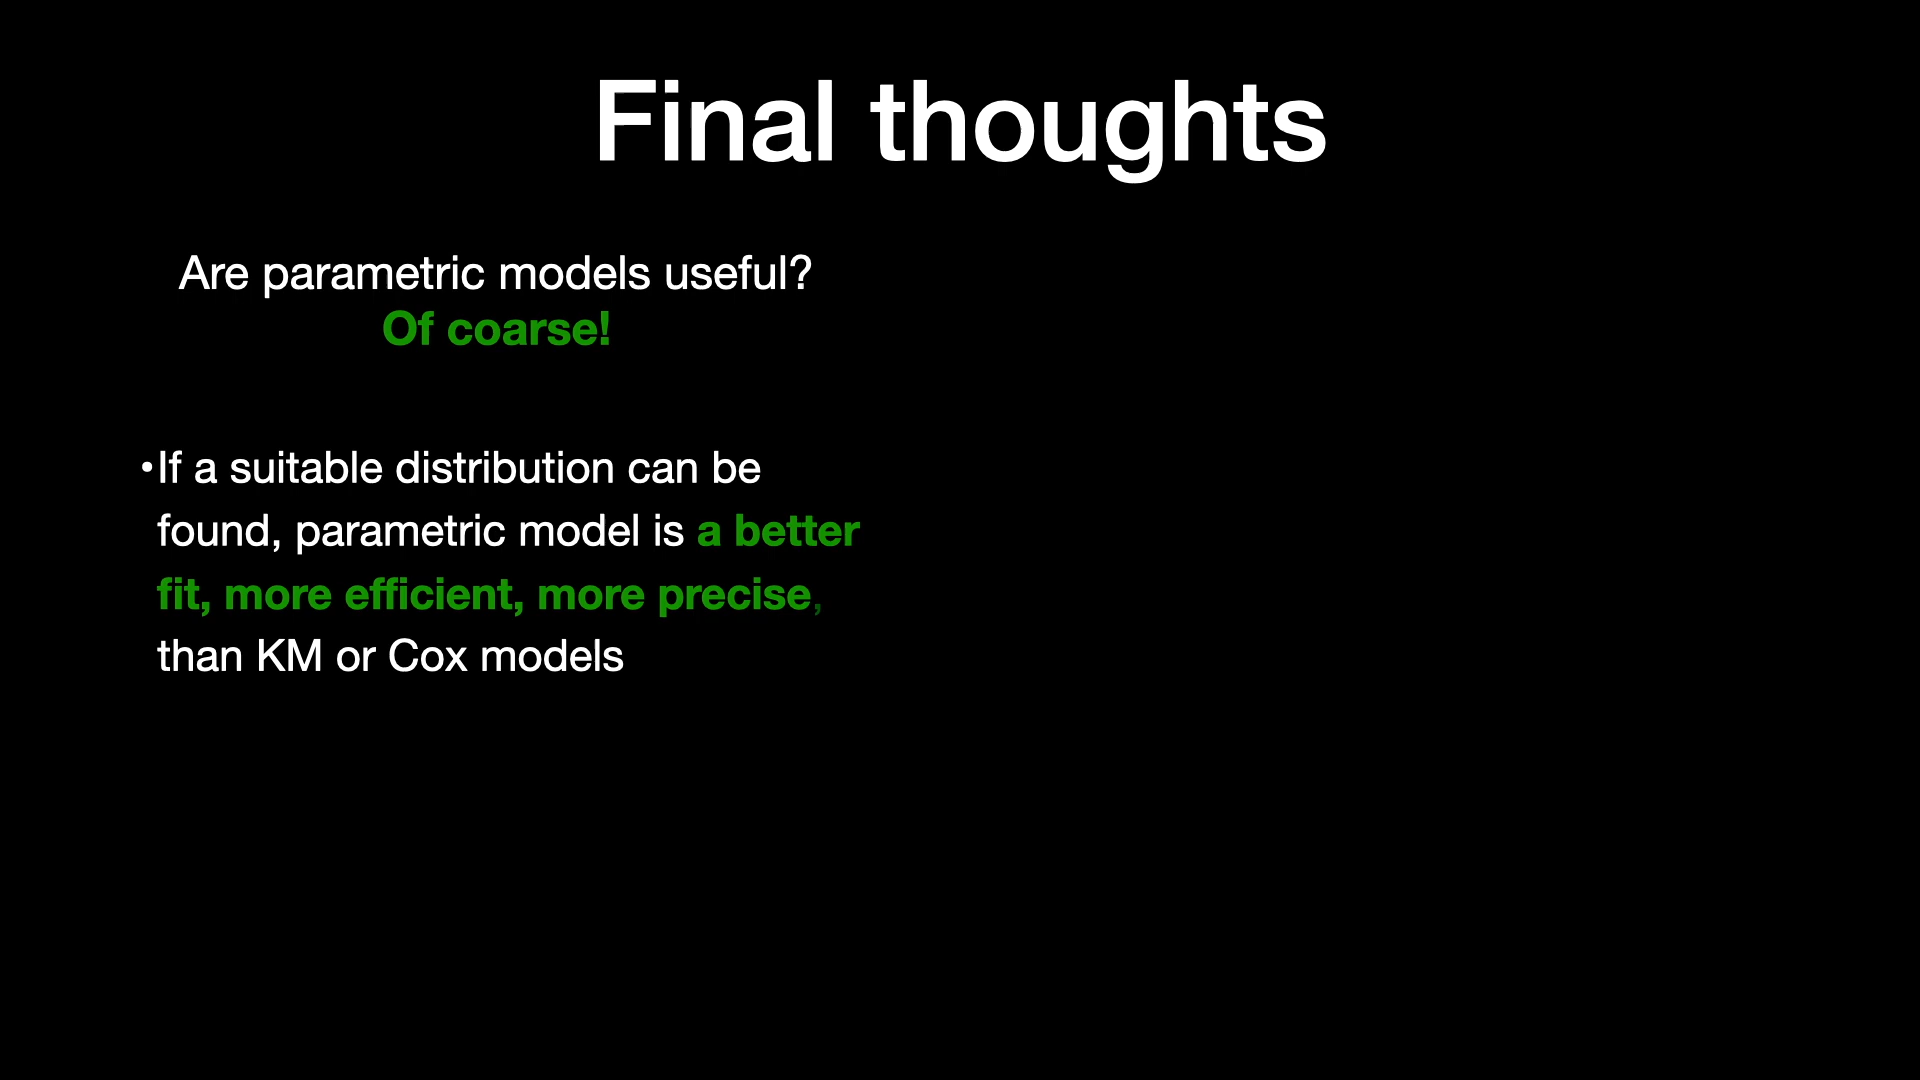 Final thoughts
Are parametric models useful?
Of coarse!
•If a suitable distribution can be
found, parametric model is a better
fit, more efficient, more precise,
than KM or Cox models